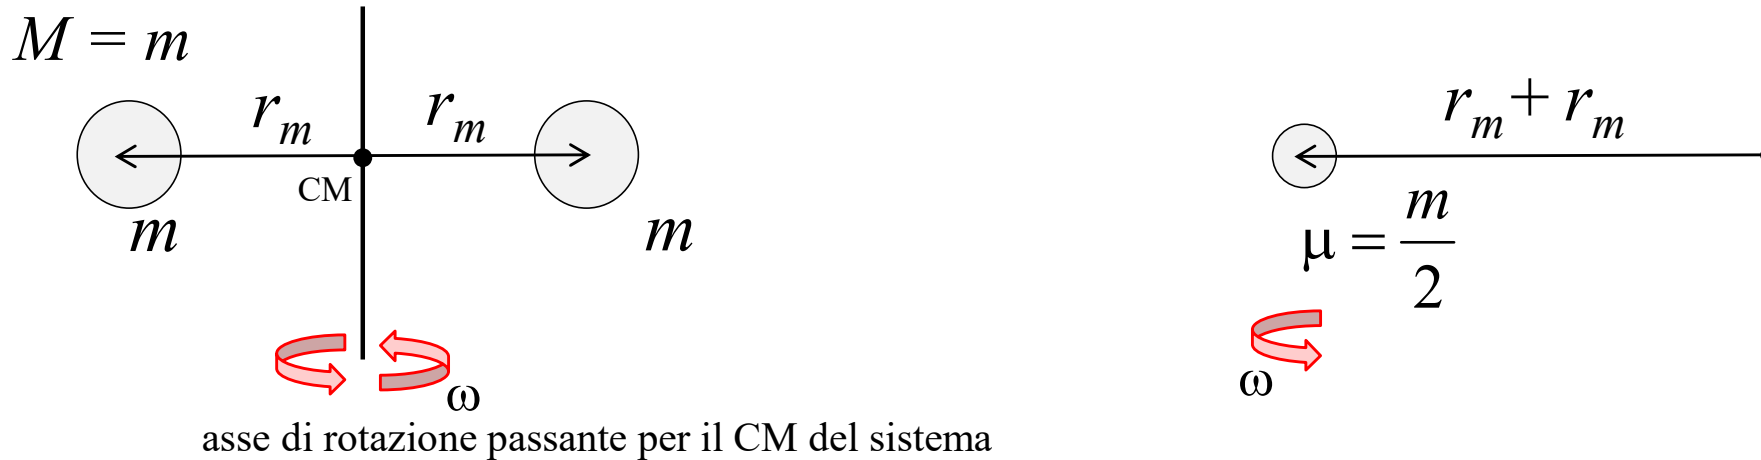 M = m
r_m
r_m
r_m + r_m
CM
m
m
μ = m/2
ω
ω
asse di rotazione passante per il CM del sistema